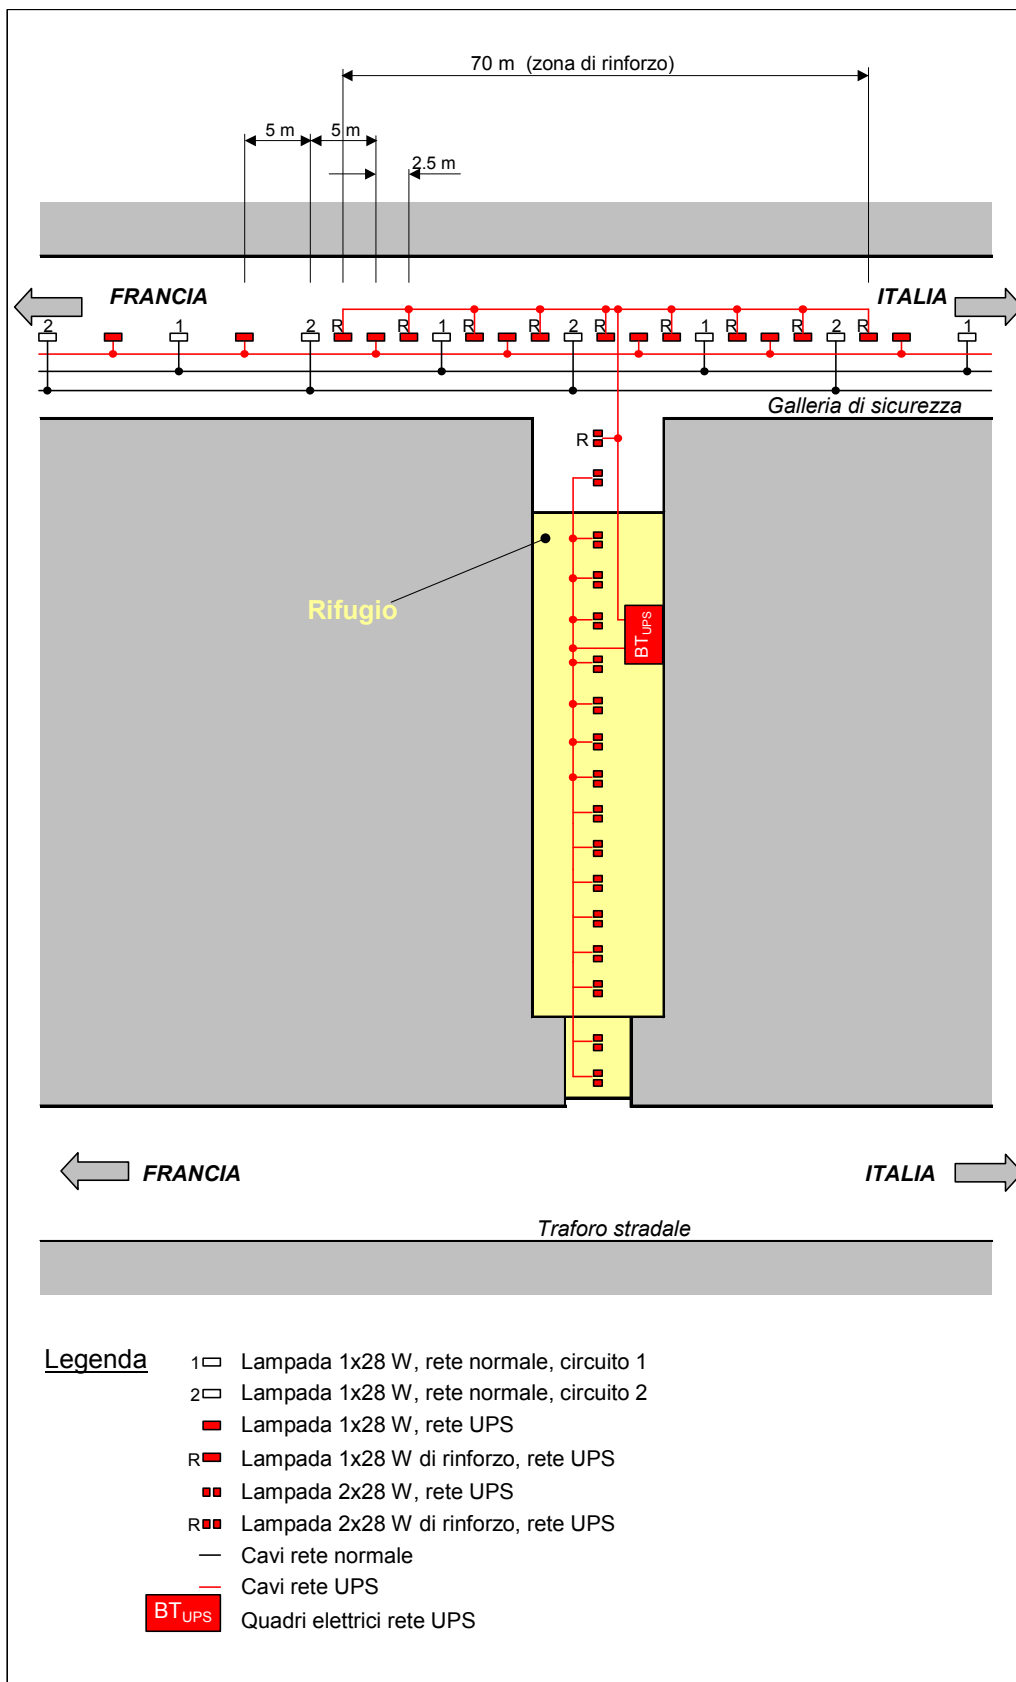 70 m (zona di rinforzo)
5 m 5 m
2.5 m
FRANCIA ITALIA
2 1 2 R R 1 R R 2 R R 1 R R 2 R 1
Galleria di sicurezza
R
Rifugio
BTUPS
FRANCIA ITALIA
Traforo stradale
Legenda
1 Lampada 1x28 W, rete normale, circuito 1
2 Lampada 1x28 W, rete normale, circuito 2
Lampada 1x28 W, rete UPS
R Lampada 1x28 W di rinforzo, rete UPS
Lampada 2x28 W, rete UPS
R Lampada 2x28 W di rinforzo, rete UPS
Cavi rete normale
Cavi rete UPS
BTUPS Quadri elettrici rete UPS